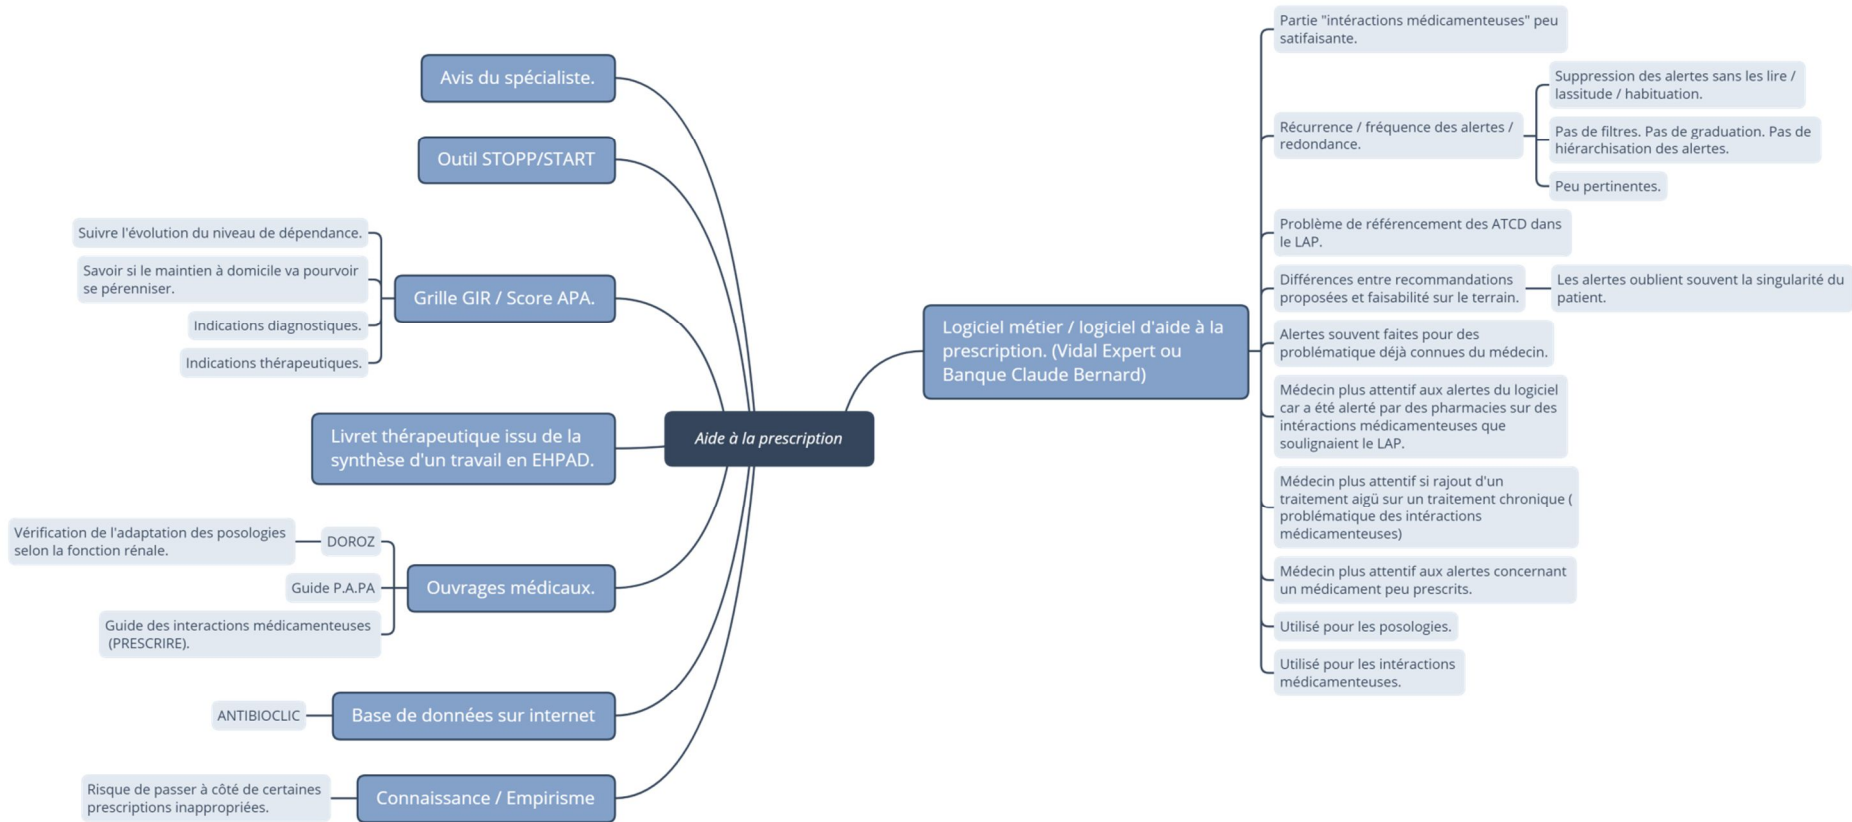 Avis du spécialiste.
Outil STOPP/START
Suivre l'évolution du niveau de dépendance.
Savoir si le maintien à domicile va pourvoir
se pérenniser.
Indications diagnostiques.
Indications thérapeutiques.
Grille GIR / Score APA.
Livret thérapeutique issu de la
synthèse d'un travail en EHPAD.
Vérification de l'adaptation des posologies
selon la fonction rénale.
DOROZ
Guide P.A.PA
Guide des interactions médicamenteuses
(PRESCRIRE).
Ouvrages médicaux.
ANTIBIOCLIC
Base de données sur internet
Risque de passer à côté de certaines
prescriptions inappropriées.
Connaissance / Empirisme
Aide à la prescription
Logiciel métier / logiciel d'aide à la
prescription. (Vidal Expert ou
Banque Claude Bernard)
Partie "intéractions médicamenteuses" peu
satifaisante.
Récurrence / fréquence des alertes /
redondance.
Suppression des alertes sans les lire /
lassitude / habituation.
Pas de filtres. Pas de graduation. Pas de
hiérarchisation des alertes.
Peu pertinentes.
Problème de référencement des ATCD dans
le LAP.
Différences entre recommandations
proposées et faisabilité sur le terrain.
Les alertes oublient souvent la singularité du
patient.
Alertes souvent faites pour des
problématique déjà connues du médecin.
Médecin plus attentif aux alertes du logiciel
car a été alerté par des pharmacies sur des
intéractions médicamenteuses que
soulignaient le LAP.
Médecin plus attentif si rajout d'un
traitement aigü sur un traitement chronique (
problématique des intéractions
médicamenteuses)
Médecin plus attentif aux alertes concernant
un médicament peu prescrits.
Utilisé pour les posologies.
Utilisé pour les intéractions
médicamenteuses.